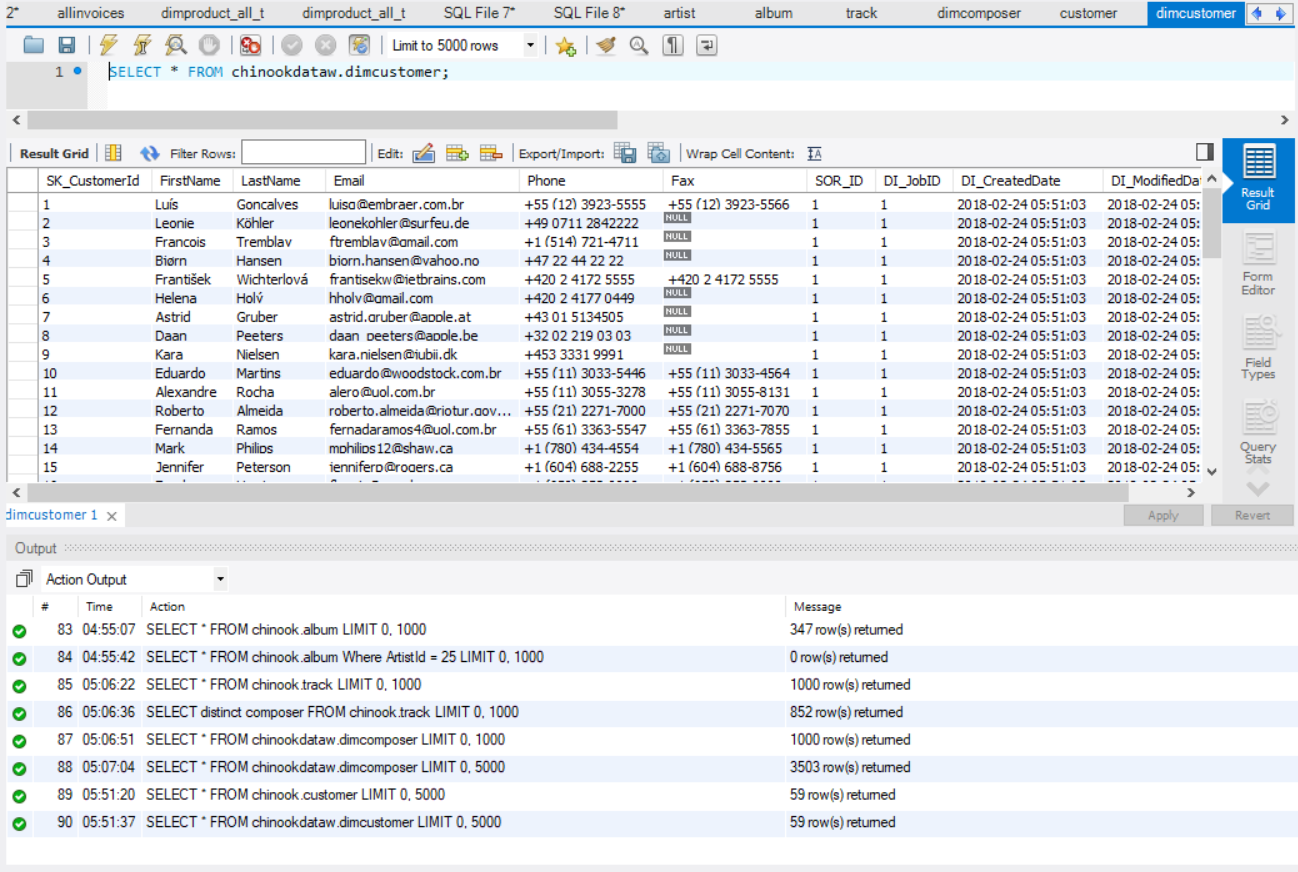 2* allinvoices dimproduct_all_t dimproduct_all_t SQL File 7* SQL File 8* artist album track dimcomposer customer dimcustomer
Limit to 5000 rows
1 SELECT * FROM chinookdataw.dimcustomer;
Result Grid Filter Rows: Edit: Export/Import: Wrap Cell Content:
SK_CustomerId FirstName LastName Email Phone Fax SOR_ID DI_JobID DI_CreatedDate DI_ModifiedDat
1 Luís Goncalves luisg@embraer.com.br +55 (12) 3923-5555 +55 (12) 3923-5566 1 1 2018-02-24 05:51:03 2018-02-24 05:
2 Leonie Köhler leonekohler@surfeu.de +49 0711 2842222 NULL 1 1 2018-02-24 05:51:03 2018-02-24 05:
3 Francois Tremblay ftremblay@gmail.com +1 (514) 721-4711 NULL 1 1 2018-02-24 05:51:03 2018-02-24 05:
4 Bjørn Hansen bjorn.hansen@yahoo.no +47 22 44 22 22 NULL 1 1 2018-02-24 05:51:03 2018-02-24 05:
5 František Wichterlová frantisekw@jetbrains.com +420 2 4172 5555 +420 2 4172 5555 1 1 2018-02-24 05:51:03 2018-02-24 05:
6 Helena Holý hholy@gmail.com +420 2 4177 0449 NULL 1 1 2018-02-24 05:51:03 2018-02-24 05:
7 Astrid Gruber astrid.gruber@apple.at +43 01 5134505 NULL 1 1 2018-02-24 05:51:03 2018-02-24 05:
8 Daan Peeters daan_peeters@apple.be +32 02 219 03 03 NULL 1 1 2018-02-24 05:51:03 2018-02-24 05:
9 Kara Nielsen kara.nielsen@jubii.dk +453 3331 9991 NULL 1 1 2018-02-24 05:51:03 2018-02-24 05:
10 Eduardo Martins eduardo@woodstock.com.br +55 (11) 3033-5446 +55 (11) 3033-4564 1 1 2018-02-24 05:51:03 2018-02-24 05:
11 Alexandre Rocha alero@uol.com.br +55 (11) 3055-3278 +55 (11) 3055-8131 1 1 2018-02-24 05:51:03 2018-02-24 05:
12 Roberto Almeida roberto.almeida@riotur.gov... +55 (21) 2271-7000 +55 (21) 2271-7070 1 1 2018-02-24 05:51:03 2018-02-24 05:
13 Fernanda Ramos fernadaramos4@uol.com.br +55 (61) 3363-5547 +55 (61) 3363-7855 1 1 2018-02-24 05:51:03 2018-02-24 05:
14 Mark Philips mphilips12@shaw.ca +1 (780) 434-4554 +1 (780) 434-5565 1 1 2018-02-24 05:51:03 2018-02-24 05:
15 Jennifer Peterson jenniferp@rogers.ca +1 (604) 688-2255 +1 (604) 688-8756 1 1 2018-02-24 05:51:03 2018-02-24 05:
Result
Grid
Form
Editor
Field
Types
Query
Stats
dimcustomer 1 Apply Revert
Output
Action Output
# Time Action Message
83 04:55:07 SELECT * FROM chinook.album LIMIT 0, 1000 347 row(s) returned
84 04:55:42 SELECT * FROM chinook.album Where ArtistId = 25 LIMIT 0, 1000 0 row(s) returned
85 05:06:22 SELECT * FROM chinook.track LIMIT 0, 1000 1000 row(s) returned
86 05:06:36 SELECT distinct composer FROM chinook.track LIMIT 0, 1000 852 row(s) returned
87 05:06:51 SELECT * FROM chinookdataw.dimcomposer LIMIT 0, 1000 1000 row(s) returned
88 05:07:04 SELECT * FROM chinookdataw.dimcomposer LIMIT 0, 5000 3503 row(s) returned
89 05:51:20 SELECT * FROM chinook.customer LIMIT 0, 5000 59 row(s) returned
90 05:51:37 SELECT * FROM chinookdataw.dimcustomer LIMIT 0, 5000 59 row(s) returned